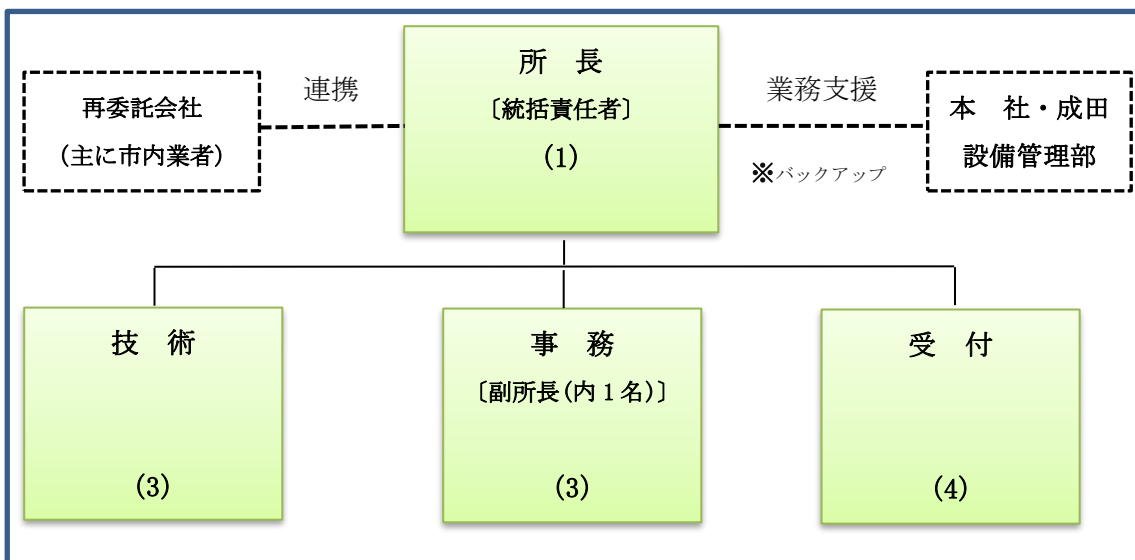 所　長
〔統括責任者〕
(1)
連携
再委託会社
(主に市内業者)
業務支援
※バックアップ
本　社・成田
設備管理部
技　術
(3)
事　務
〔副所長(内１名)〕
(3)
受　付
(4)